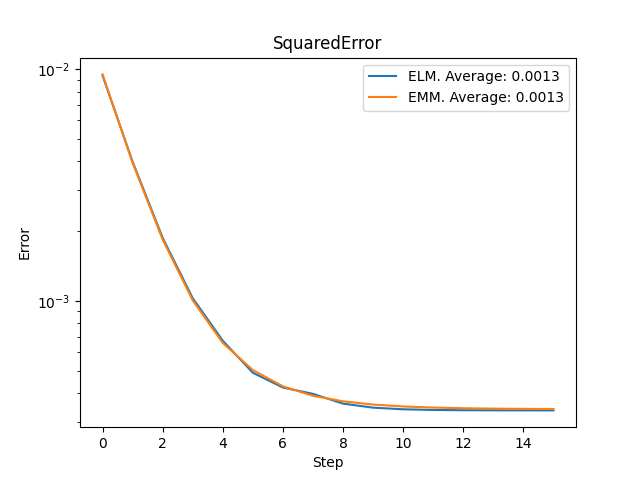 SquaredError
ELM. Average: 0.0013
EMM. Average: 0.0013
10⁻²
10⁻³
Error
0 2 4 6 8 10 12 14
Step